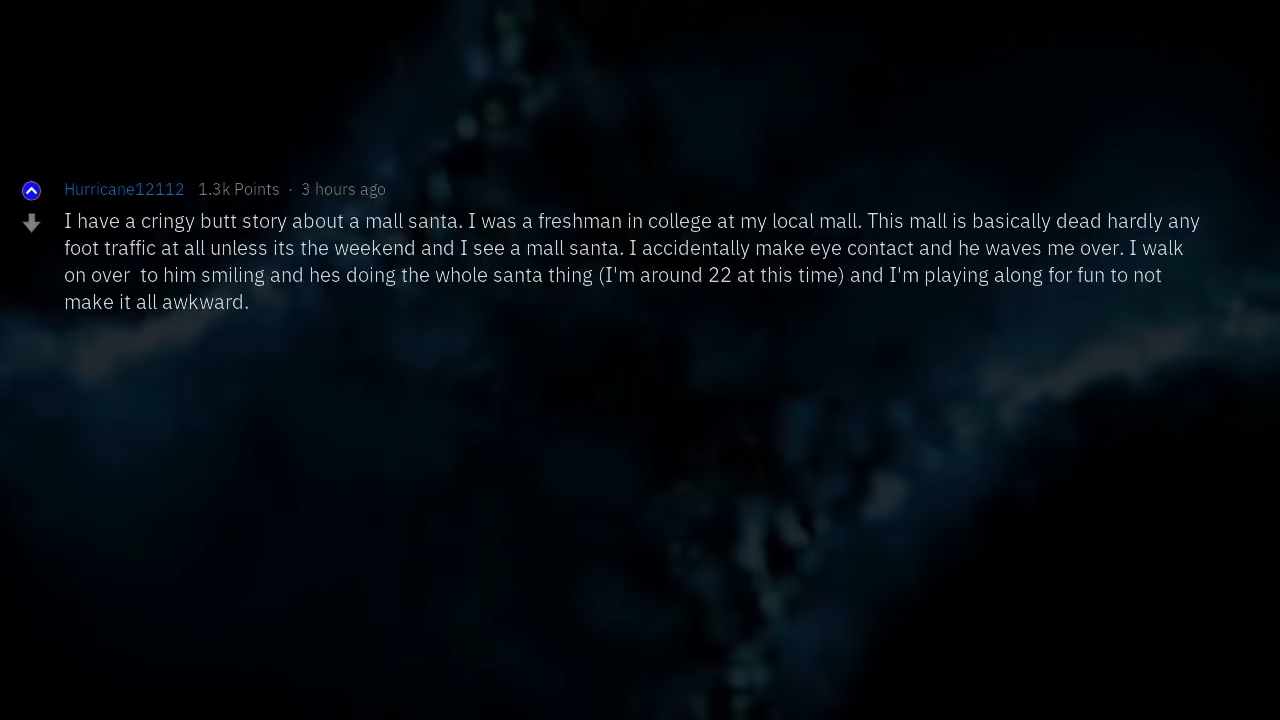 Hurricane12112 1.3k Points · 3 hours ago
I have a cringy butt story about a mall santa. I was a freshman in college at my local mall. This mall is basically dead hardly any
foot traffic at all unless its the weekend and I see a mall santa. I accidentally make eye contact and he waves me over. I walk
on over  to him smiling and hes doing the whole santa thing (I'm around 22 at this time) and I'm playing along for fun to not
make it all awkward.